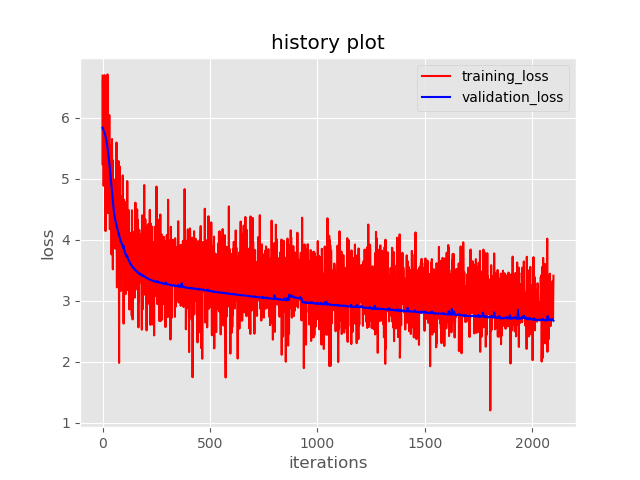 history plot
training_loss
validation_loss
6
5
4
3
2
1
loss
0
500
1000
1500
2000
iterations